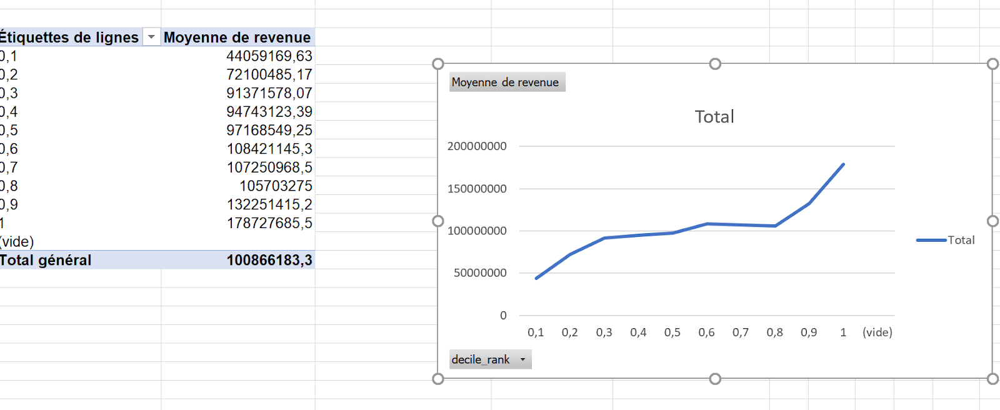 Étiquettes de lignes Moyenne de revenue
0,1 44059169,63
0,2 72100485,17
0,3 91371578,07
0,4 94743123,39
0,5 97168549,25
0,6 108421145,3
0,7 107250968,5
0,8 105703275
0,9 132251415,2
1 178727685,5
(vide)
Total général 100866183,3
Moyenne de revenue
Total
200000000
150000000
100000000
50000000
0
0,1 0,2 0,3 0,4 0,5 0,6 0,7 0,8 0,9 1 (vide)
Total
decile_rank